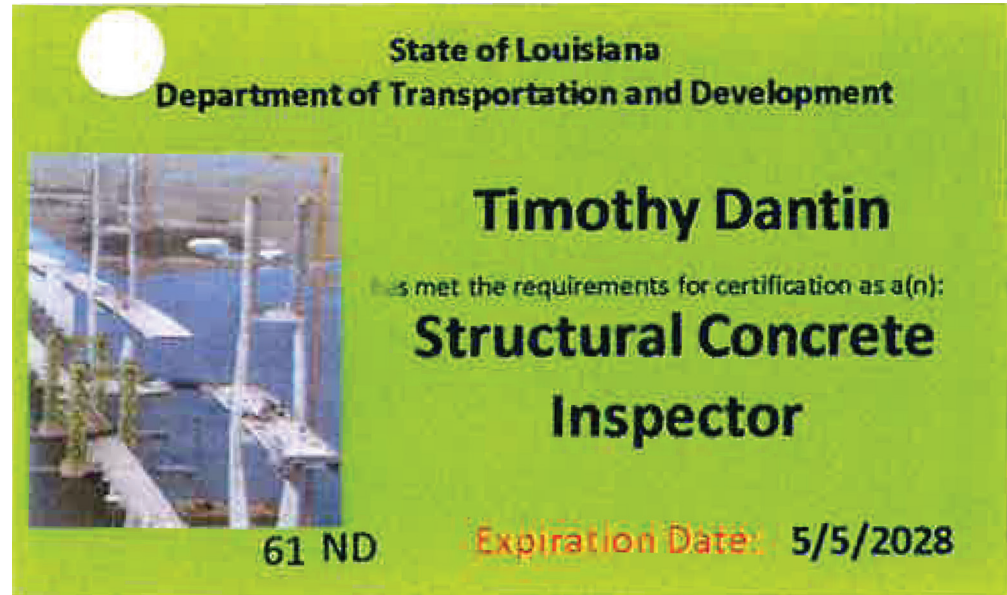 State of Louisiana
Department of Transportation and Development
Timothy Dantin
has met the requirements for certification as a(n):
Structural Concrete
Inspector
61 ND
Expiration Date: 5/5/2028